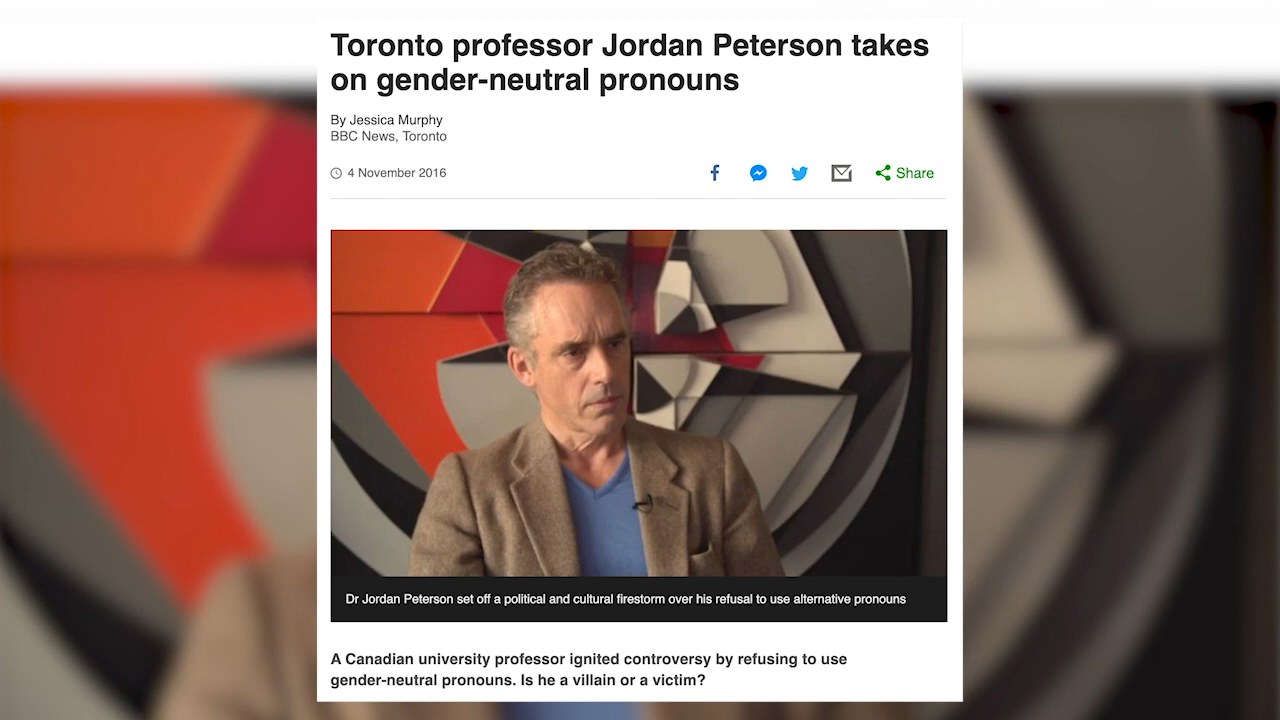 Toronto professor Jordan Peterson takes
on gender-neutral pronouns
By Jessica Murphy
BBC News, Toronto
4 November 2016
Share
Dr Jordan Peterson set off a political and cultural firestorm over his refusal to use alternative pronouns
A Canadian university professor ignited controversy by refusing to use
gender-neutral pronouns. Is he a villain or a victim?